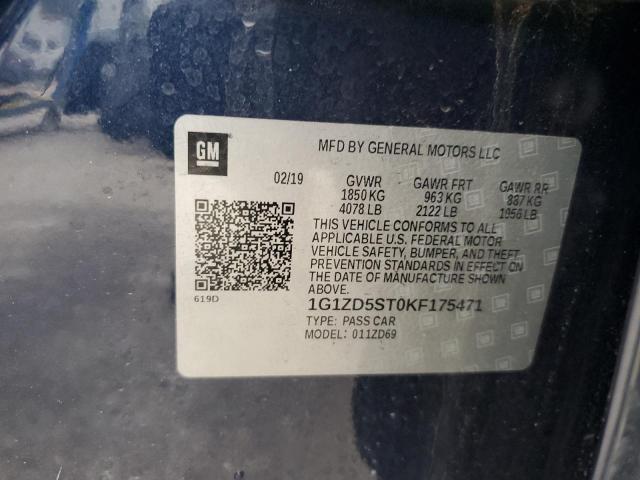 GM
MFD BY GENERAL MOTORS LLC
02/19 GVWR GAWR FRT GAWR RR
1850 KG 963 KG 887 KG
4078 LB 2122 LB 1956 LB
THIS VEHICLE CONFORMS TO ALL
APPLICABLE U.S. FEDERAL MOTOR
VEHICLE SAFETY, BUMPER, AND THEFT
PREVENTION STANDARDS IN EFFECT ON
THE DATE OF MANUFACTURE SHOWN
ABOVE.
619D
1G1ZD5ST0KF175471
TYPE: PASS CAR
MODEL: 011ZD69